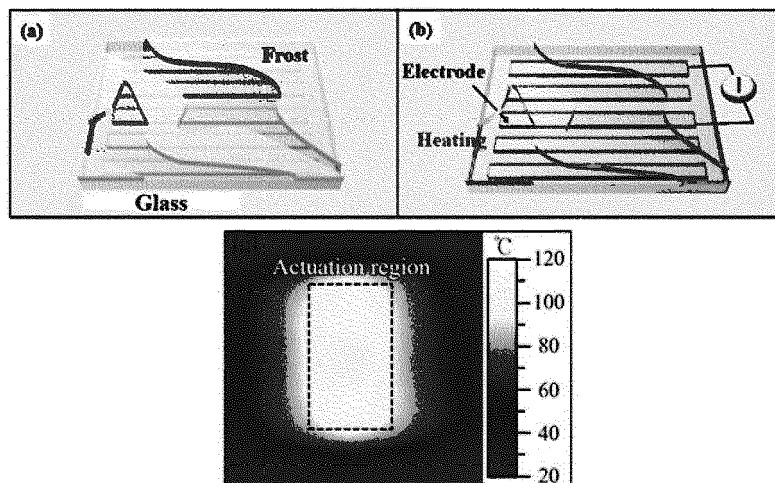 (a)
Frost
Glass
(b)
Electrode
Heating
Actuation region
℃
120
100
80
60
40
20